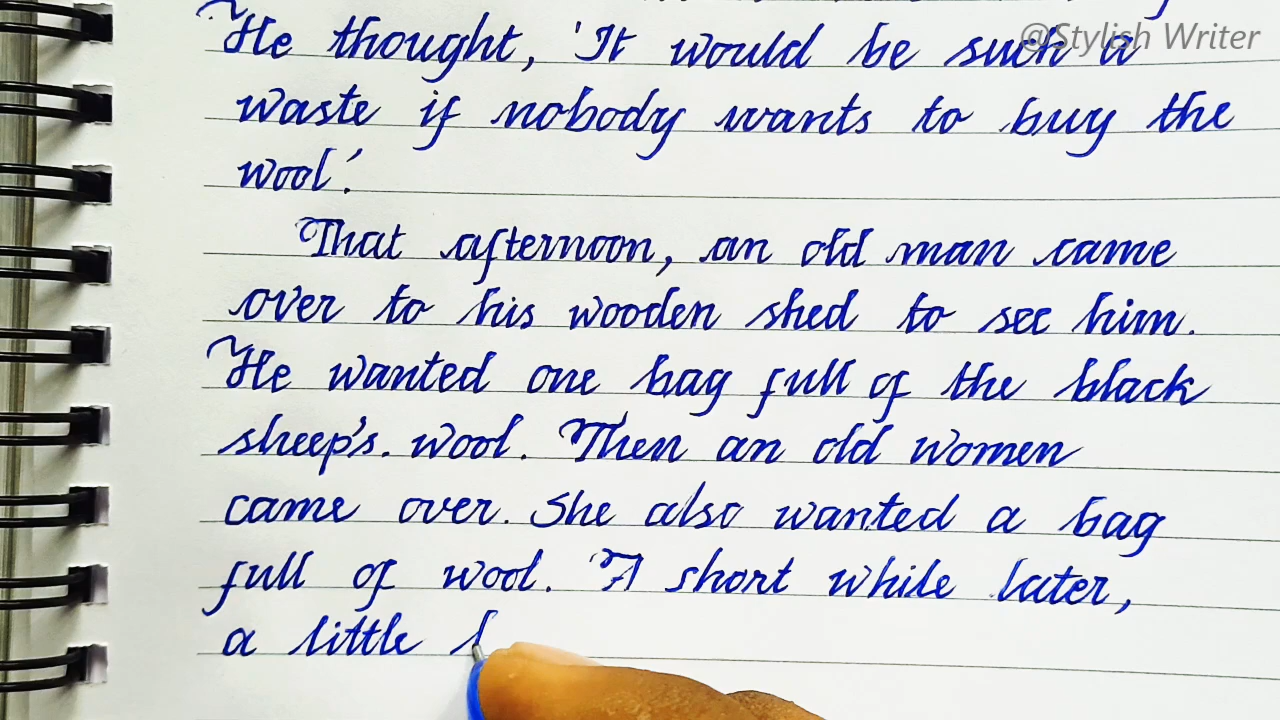 @Stylish Writer
He thought, 'It would be such a
waste if nobody wants to buy the
wool'.
That afternoon, an old man came
over to his wooden shed to see him.
He wanted one bag full of the black
sheep's. wool. Then an old women
came over. She also wanted a bag
full of wool. A short while later,
a little